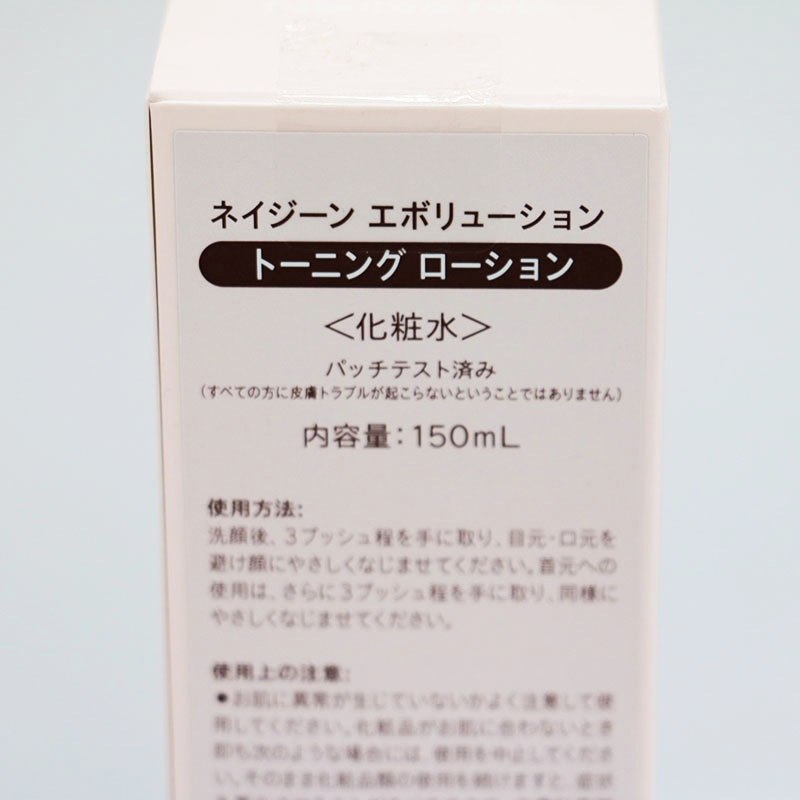 ネイジーン エボリューション
トーニング ローション
＜化粧水＞
パッチテスト済み
（すべての方に皮膚トラブルが起こらないということではありません）
内容量：150mL
使用方法：
洗顔後、3プッシュ程を手に取り、目元・口元を
避け顔にやさしくなじませてください。首元への
使用は、さらに3プッシュ程を手に取り、同様に
やさしくなじませてください。
使用上の注意：
●お肌に異常が生じていないかよく注意して使
用してください。化粧品がお肌に合わないとき
即ち次のような場合には、使用を中止してくださ
い。そのまま化粧品類の使用を続けますと、症状